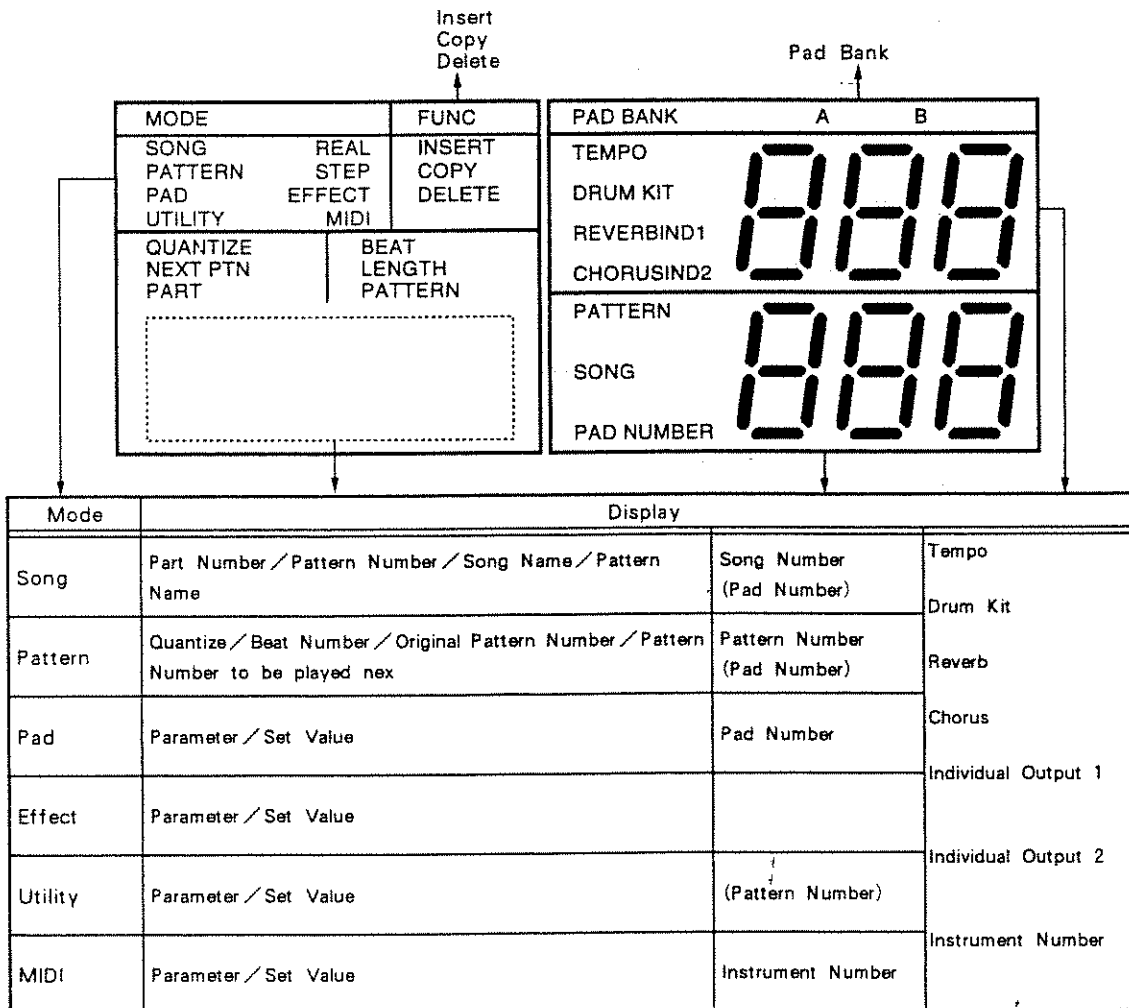 Insert
Copy
Delete
Pad Bank
MODE FUNC
SONG REAL INSERT
PATTERN STEP COPY
PAD EFFECT DELETE
UTILITY MIDI
QUANTIZE BEAT
NEXT PTN LENGTH
PART PATTERN
PAD BANK A B
TEMPO
DRUM KIT
REVERBIND1
CHORUSIND2
888
PATTERN
SONG
PAD NUMBER
888
Mode Display
Song Part Number／Pattern Number／Song Name／Pattern
Name
Song Number
(Pad Number)
Pattern Quantize／Beat Number／Original Pattern Number／Pattern
Number to be played nex
Pattern Number
(Pad Number)
Pad Parameter／Set Value Pad Number
Effect Parameter／Set Value
Utility Parameter／Set Value (Pattern Number)
MIDI Parameter／Set Value Instrument Number
Tempo
Drum Kit
Reverb
Chorus
Individual Output 1
Individual Output 2
Instrument Number